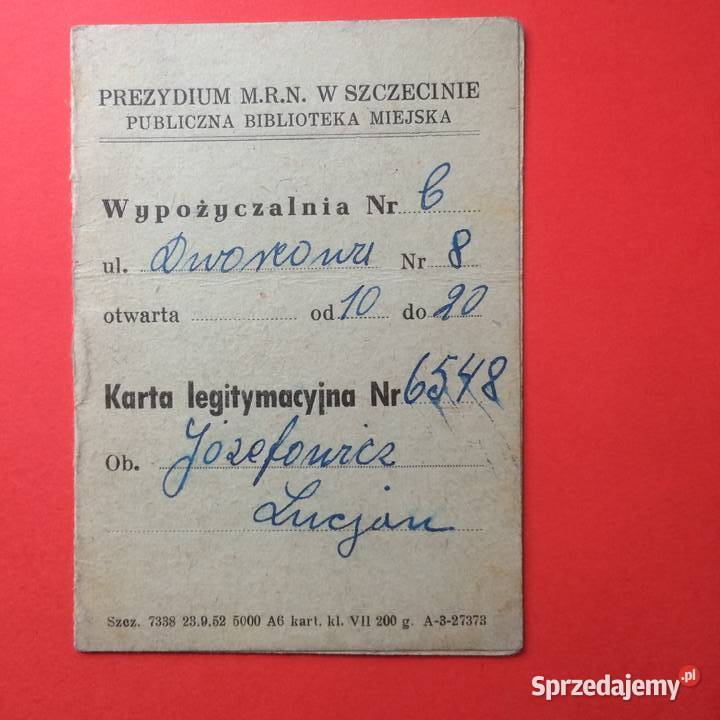 PREZYDIUM M.R.N. W SZCZECINIE
PUBLICZNA BIBLIOTEKA MIEJSKA
Wypożyczalnia Nr 6
ul. Dworcowa Nr 8
otwarta od 10 do 20
Karta legitymacyjna Nr 6548
Ob. Józefowicz
Lucjan
Szcz. 7338 23.9.52 5000 A6 kart. kl. VII 200 g. A-3-27373
Sprzedajemy.pl